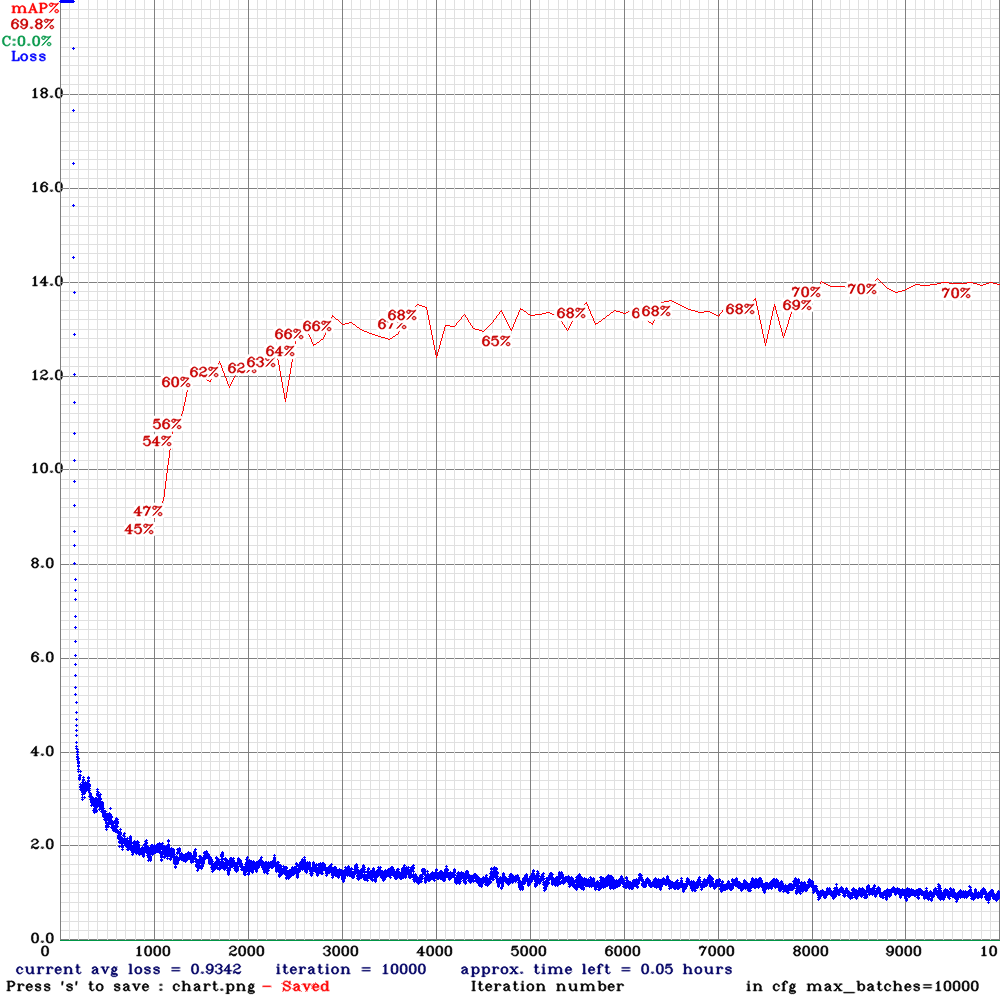 mAP%
69.8%
C:0.0%
Loss
18.0
16.0
14.0
70% 70% 70%
69%
68% 68% 68% 68%
66% 66%
65%
64%
63%
62%
12.0
60%
56%
54%
10.0
47%
45%
8.0
6.0
4.0
2.0
0.0
0 1000 2000 3000 4000 5000 6000 7000 8000 9000 10
current avg loss = 0.9342 iteration = 10000 approx. time left = 0.05 hours
Press 's' to save : chart.png - Saved Iteration number in cfg max_batches=10000